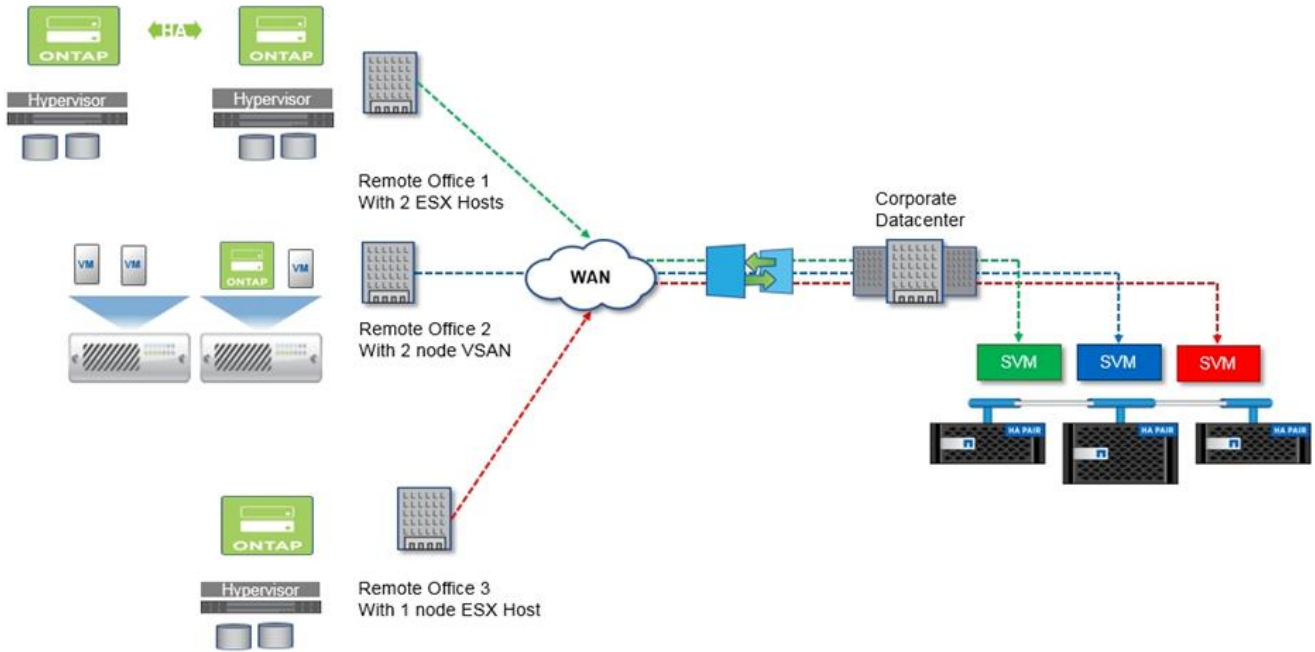 ONTAP
HA
ONTAP
Hypervisor
Hypervisor
Remote Office 1
With 2 ESX Hosts
VM
VM
ONTAP
VM
Remote Office 2
With 2 node VSAN
WAN
Corporate
Datacenter
SVM
SVM
SVM
HA PAIR
HA PAIR
HA PAIR
ONTAP
Hypervisor
Remote Office 3
With 1 node ESX Host